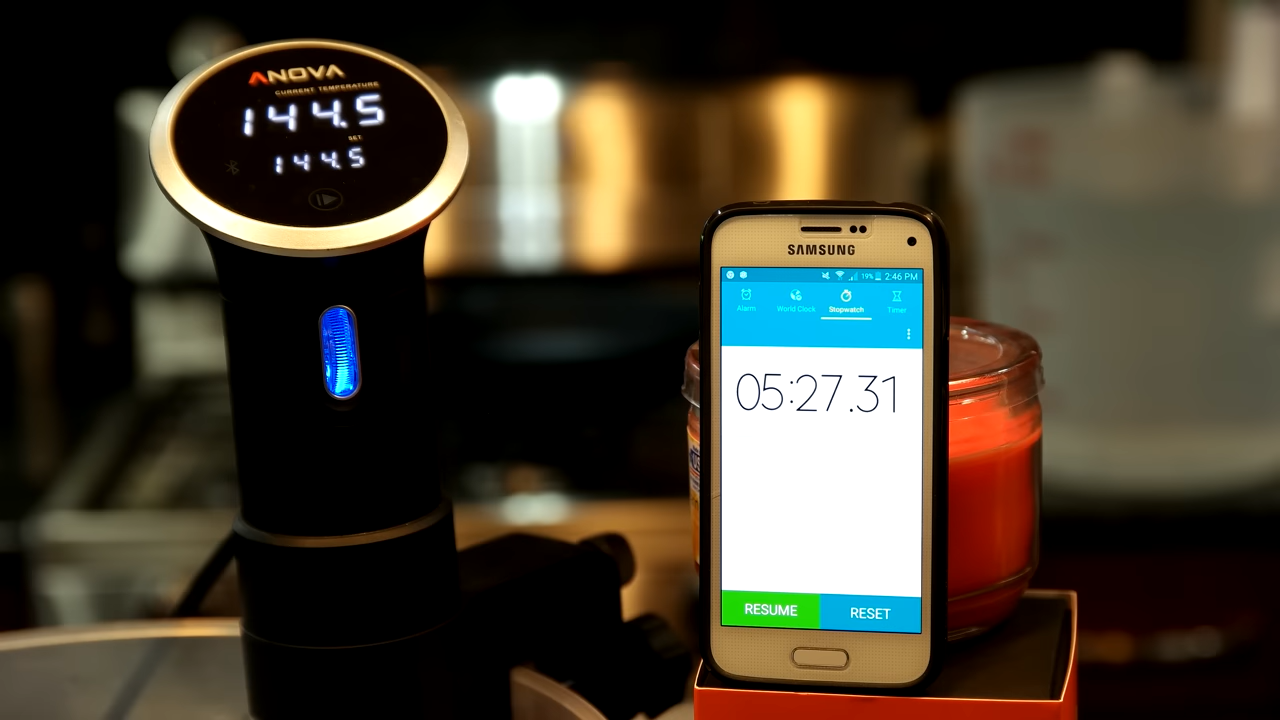 ANOVA
CURRENT TEMPERATURE
144.5
SET
144.5
SAMSUNG
19% 2:46 PM
Alarm World Clock Stopwatch Timer
05:27.31
RESUME RESET